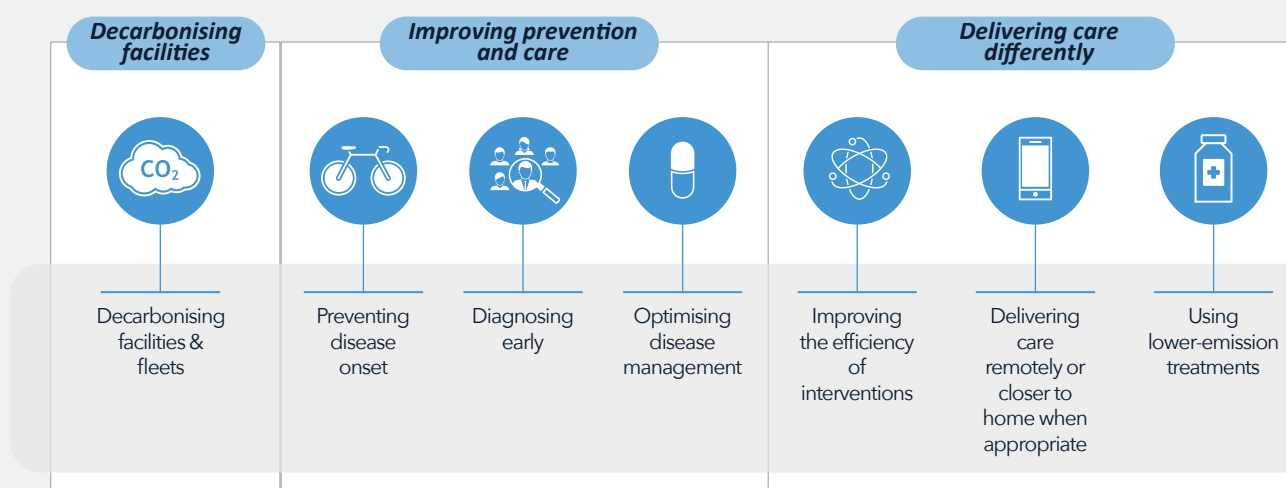 Decarbonising
facilities
Improving prevention
and care
Delivering care
differently
CO₂
Decarbonising
facilities &
fleets
Preventing
disease
onset
Diagnosing
early
Optimising
disease
management
Improving
the efficiency
of
interventions
Delivering
care
remotely or
closer to
home when
appropriate
Using
lower-emission
treatments